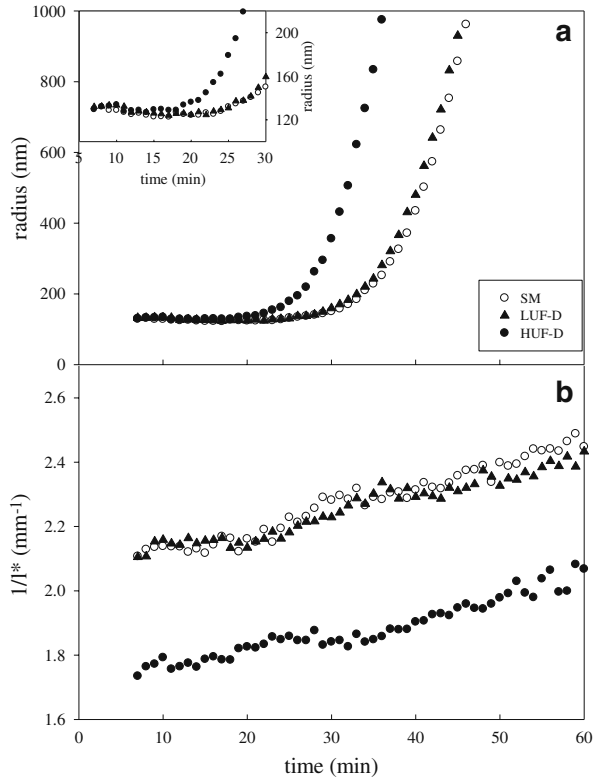 1000
800
600
400
200
0
radius (nm)
a
200
160
120
radius (nm)
5 10 15 20 25 30
time (min)
SM
LUF-D
HUF-D
b
2.6
2.4
2.2
2.0
1.8
1.6
1/l* (mm-1)
0 10 20 30 40 50 60
time (min)